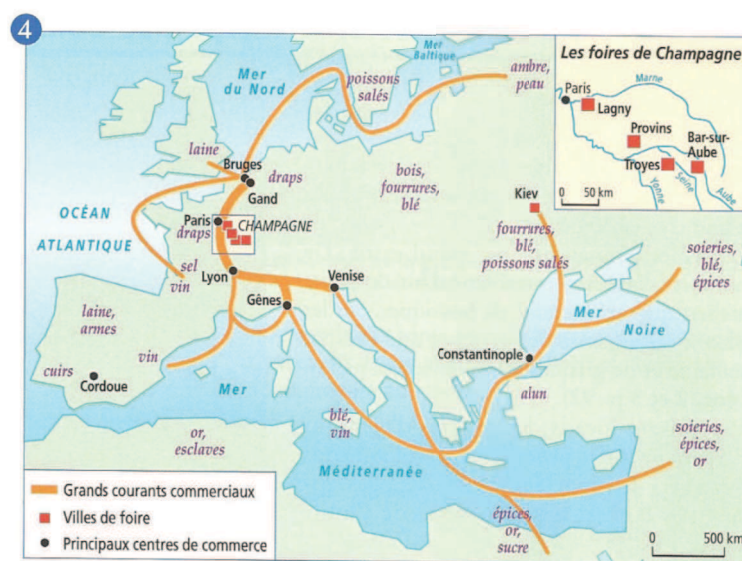 4
Mer
du Nord
Mer
Baltique
poissons
salés
ambre,
peau
Les foires de Champagne
Paris
Marne
Lagny
Provins
Bar-sur-
Aube
Troyes
Yonne
Seine
Aube
0 50 km
laine
Bruges
draps
Gand
bois,
fourrures,
blé
Kiev
fourrures,
blé,
poissons salés
OCÉAN
ATLANTIQUE
Paris
draps
CHAMPAGNE
sel
vin
Lyon
Gênes
Venise
soieries,
blé,
épices
Mer
Noire
Constantinople
alun
laine,
armes
cuirs
Cordoue
vin
Mer
Méditerranée
blé,
vin
or,
esclaves
soieries,
épices,
or
épices,
or,
sucre
Grands courants commerciaux
Villes de foire
Principaux centres de commerce
0 500 km